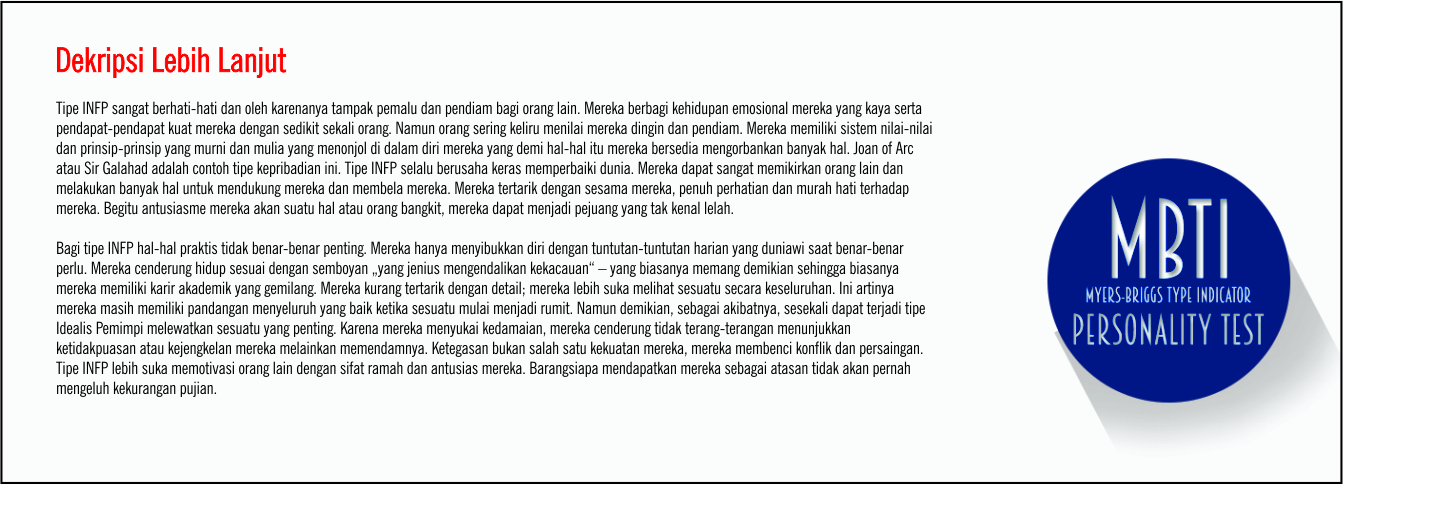 Dekripsi Lebih Lanjut
Tipe INFP sangat berhati-hati dan oleh karenanya tampak pemalu dan pendiam bagi orang lain. Mereka berbagi kehidupan emosional mereka yang kaya serta
pendapat-pendapat kuat mereka dengan sedikit sekali orang. Namun orang sering keliru menilai mereka dingin dan pendiam. Mereka memiliki sistem nilai-nilai
dan prinsip-prinsip yang murni dan mulia yang menonjol di dalam diri mereka yang demi hal-hal itu mereka bersedia mengorbankan banyak hal. Joan of Arc
atau Sir Galahad adalah contoh tipe kepribadian ini. Tipe INFP selalu berusaha keras memperbaiki dunia. Mereka dapat sangat memikirkan orang lain dan
melakukan banyak hal untuk mendukung mereka dan membela mereka. Mereka tertarik dengan sesama mereka, penuh perhatian dan murah hati terhadap
mereka. Begitu antusiasme mereka akan suatu hal atau orang bangkit, mereka dapat menjadi pejuang yang tak kenal lelah.
Bagi tipe INFP hal-hal praktis tidak benar-benar penting. Mereka hanya menyibukkan diri dengan tuntutan-tuntutan harian yang duniawi saat benar-benar
perlu. Mereka cenderung hidup sesuai dengan semboyan „yang jenius mengendalikan kekacauan“ – yang biasanya memang demikian sehingga biasanya
mereka memiliki karir akademik yang gemilang. Mereka kurang tertarik dengan detail; mereka lebih suka melihat sesuatu secara keseluruhan. Ini artinya
mereka masih memiliki pandangan menyeluruh yang baik ketika sesuatu mulai menjadi rumit. Namun demikian, sebagai akibatnya, sesekali dapat terjadi tipe
Idealis Pemimpi melewatkan sesuatu yang penting. Karena mereka menyukai kedamaian, mereka cenderung tidak terang-terangan menunjukkan
ketidakpuasan atau kejengkelan mereka melainkan memendamnya. Ketegasan bukan salah satu kekuatan mereka, mereka membenci konflik dan persaingan.
Tipe INFP lebih suka memotivasi orang lain dengan sifat ramah dan antusias mereka. Barangsiapa mendapatkan mereka sebagai atasan tidak akan pernah
mengeluh kekurangan pujian.
MBTI
MYERS-BRIGGS TYPE INDICATOR
PERSONALITY TEST